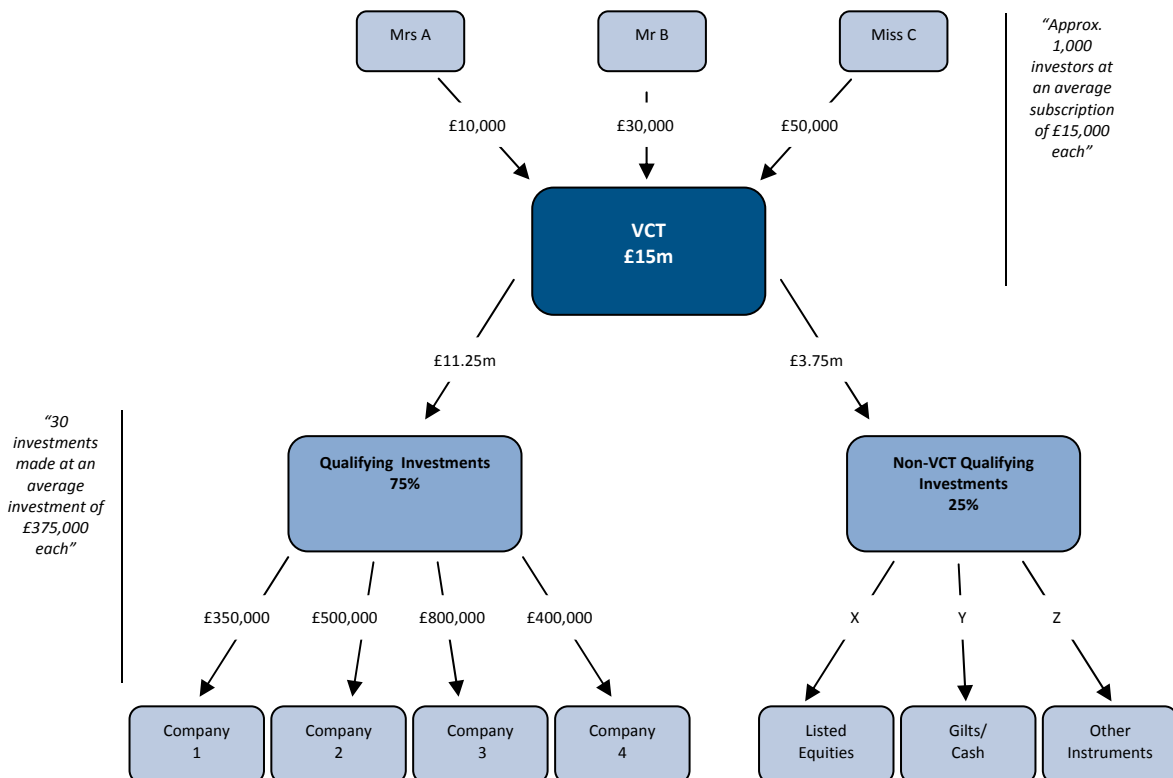 Mrs A
Mr B
Miss C
“Approx.
1,000
investors at
an average
subscription
of £15,000
each”
£10,000
£30,000
£50,000
VCT
£15m
£11.25m
£3.75m
“30
investments
made at an
average
investment of
£375,000
each”
Qualifying Investments
75%
Non-VCT Qualifying
Investments
25%
£350,000
£500,000
£800,000
£400,000
X
Y
Z
Company
1
Company
2
Company
3
Company
4
Listed
Equities
Gilts/
Cash
Other
Instruments